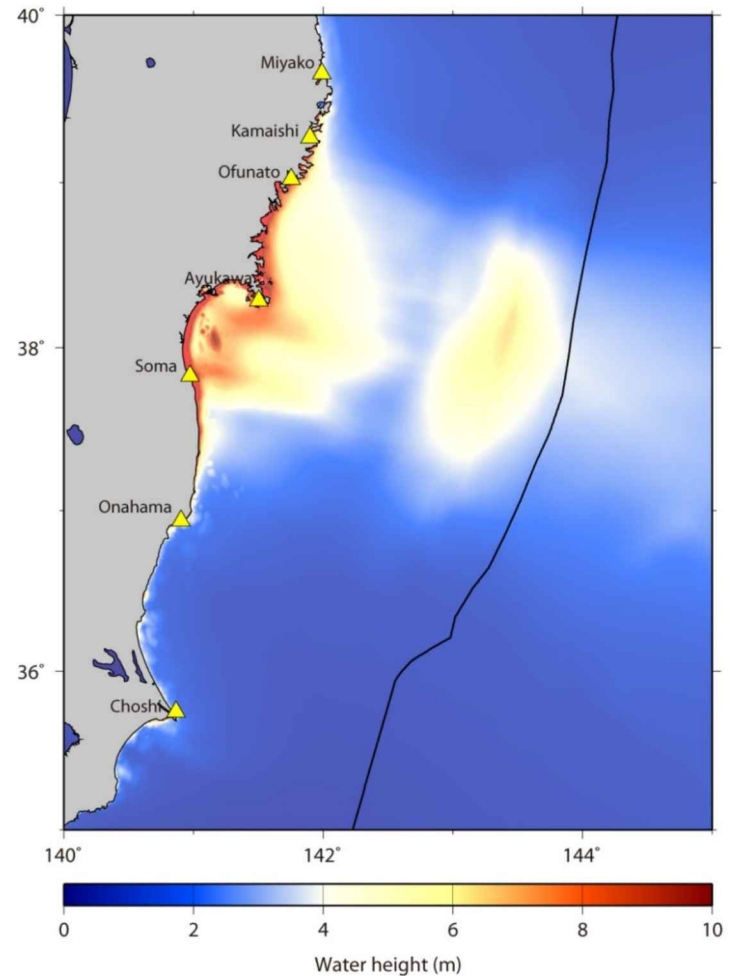 40°
Miyako
Kamaishi
Ofunato
Ayukawa
38°
Soma
Onahama
36°
Choshi
140° 142° 144°
0 2 4 6 8 10
Water height (m)